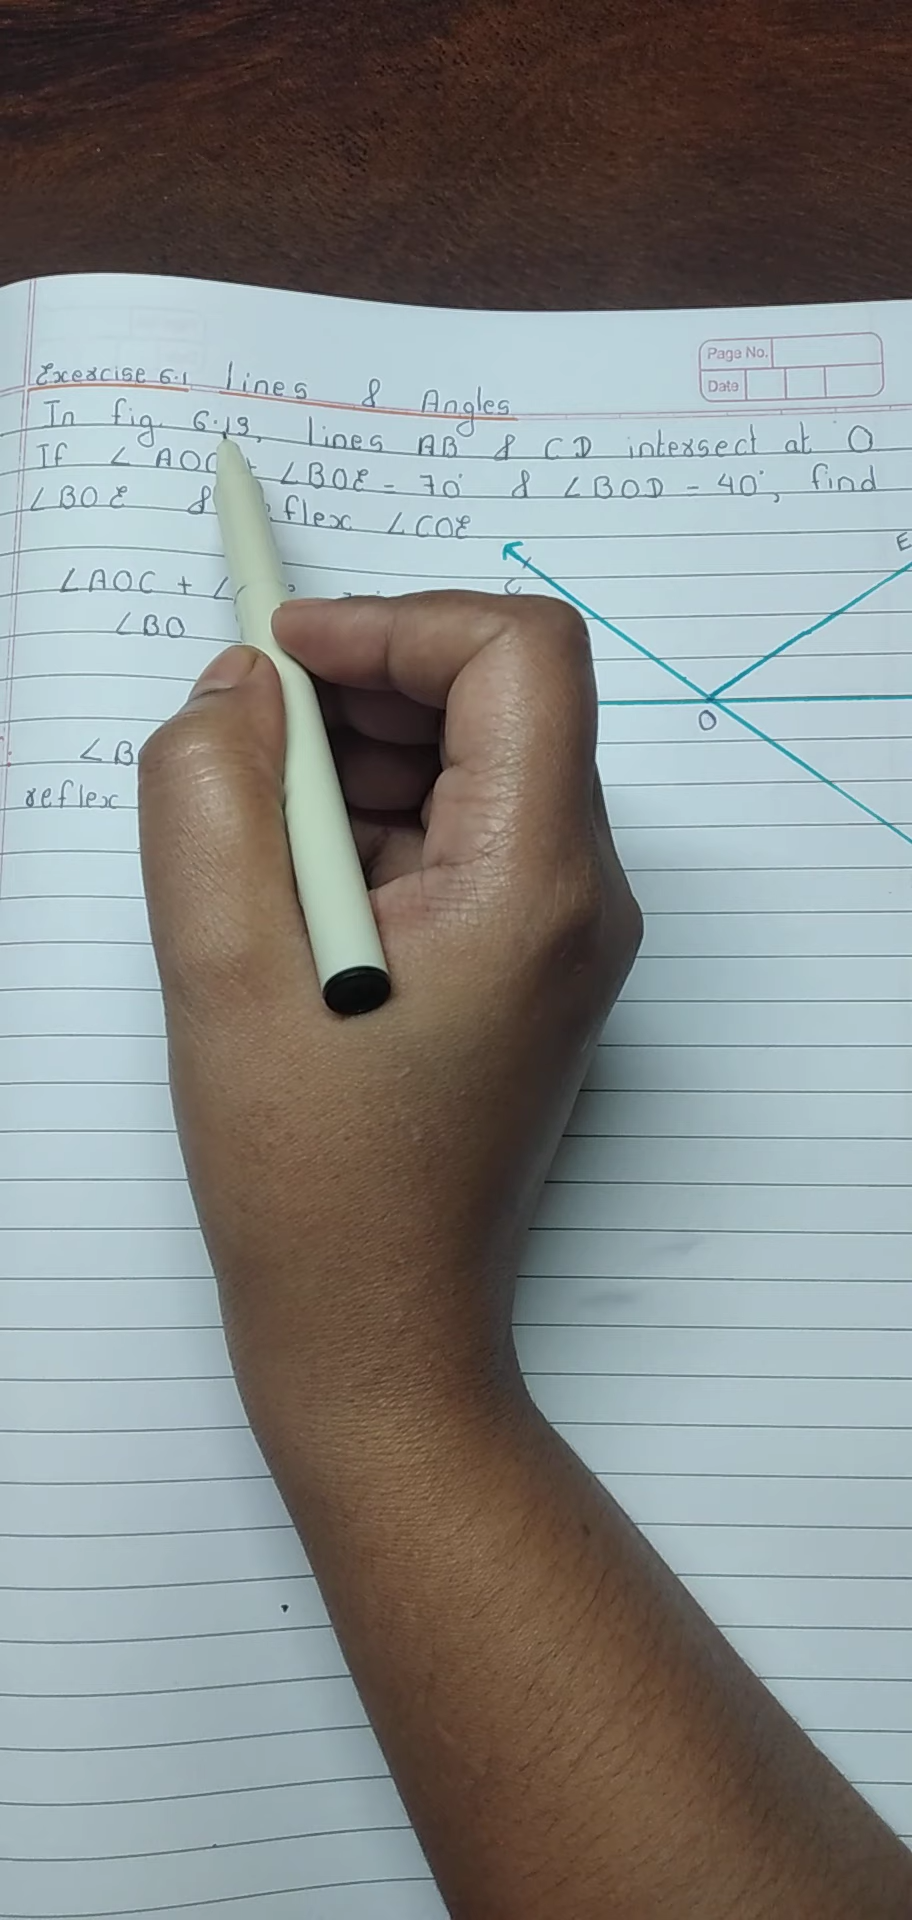 Page No.
Date
Exercise 6.1 Lines & Angles
In fig. 6.13, Lines AB & CD intersect at O
If ∠AOC + ∠BOE = 70° & ∠BOD = 40°, find
∠BOE & flex ∠COE
∠AOC + ∠
∠BO
∠B
reflex
C
E
O